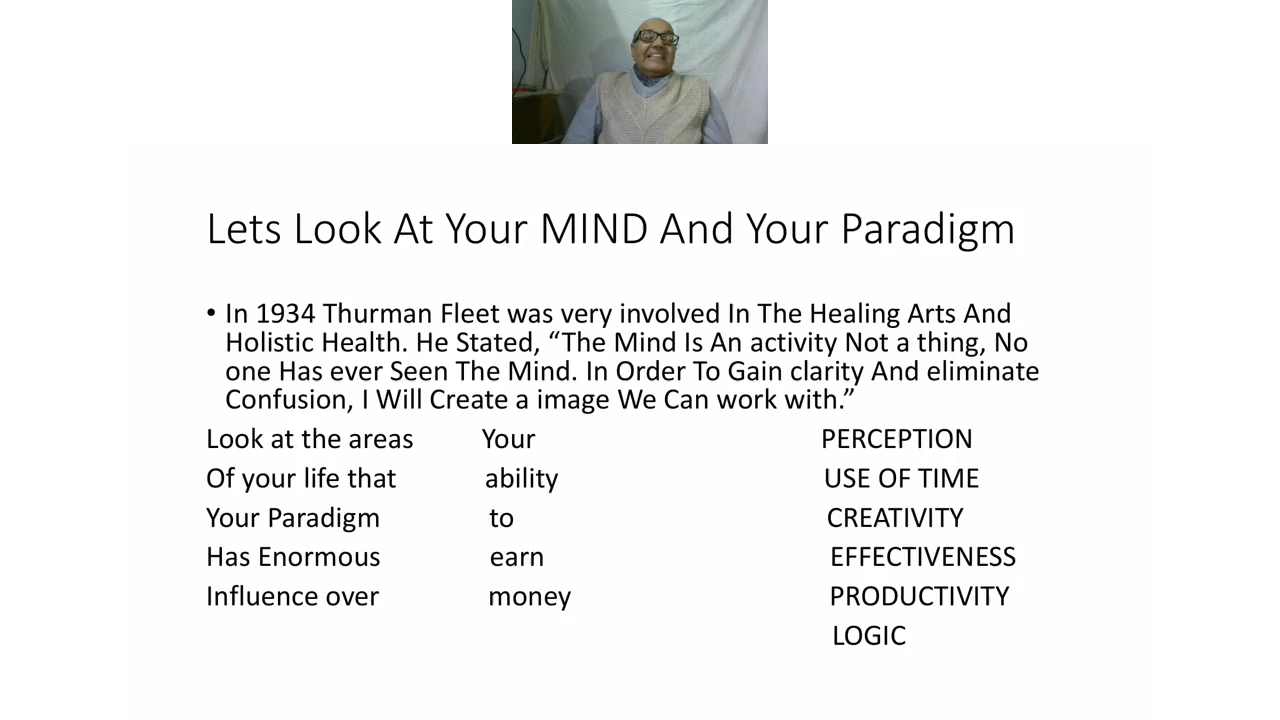 Lets Look At Your MIND And Your Paradigm
• In 1934 Thurman Fleet was very involved In The Healing Arts And
Holistic Health. He Stated, “The Mind Is An activity Not a thing, No
one Has ever Seen The Mind. In Order To Gain clarity And eliminate
Confusion, I Will Create a image We Can work with.”
Look at the areas Your PERCEPTION
Of your life that ability USE OF TIME
Your Paradigm to CREATIVITY
Has Enormous earn EFFECTIVENESS
Influence over money PRODUCTIVITY
LOGIC